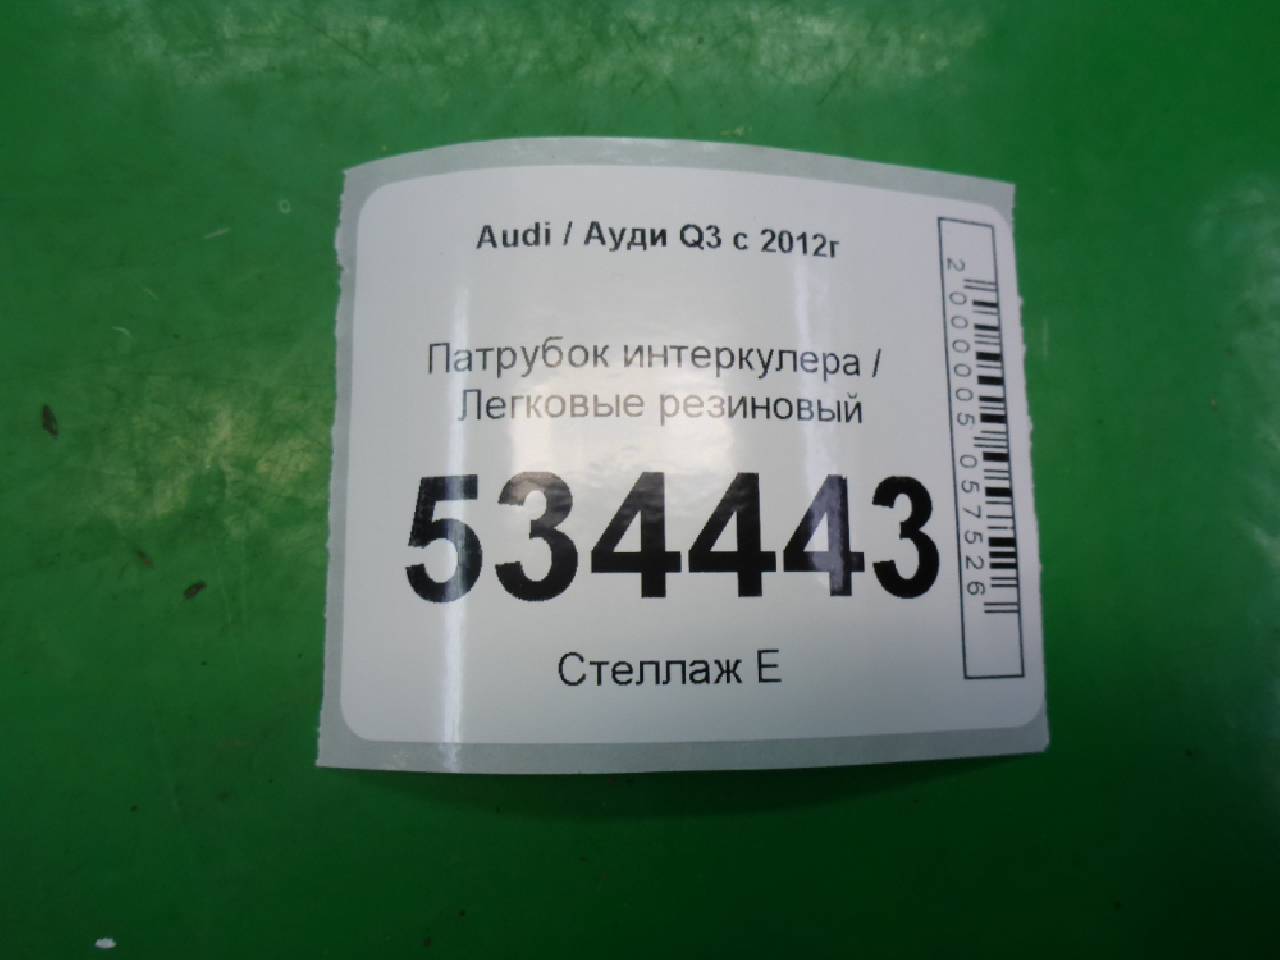 Audi / Ауди Q3 с 2012г
Патрубок интеркулера /
Легковые резиновый
534443
Стеллаж Е
2000005057526